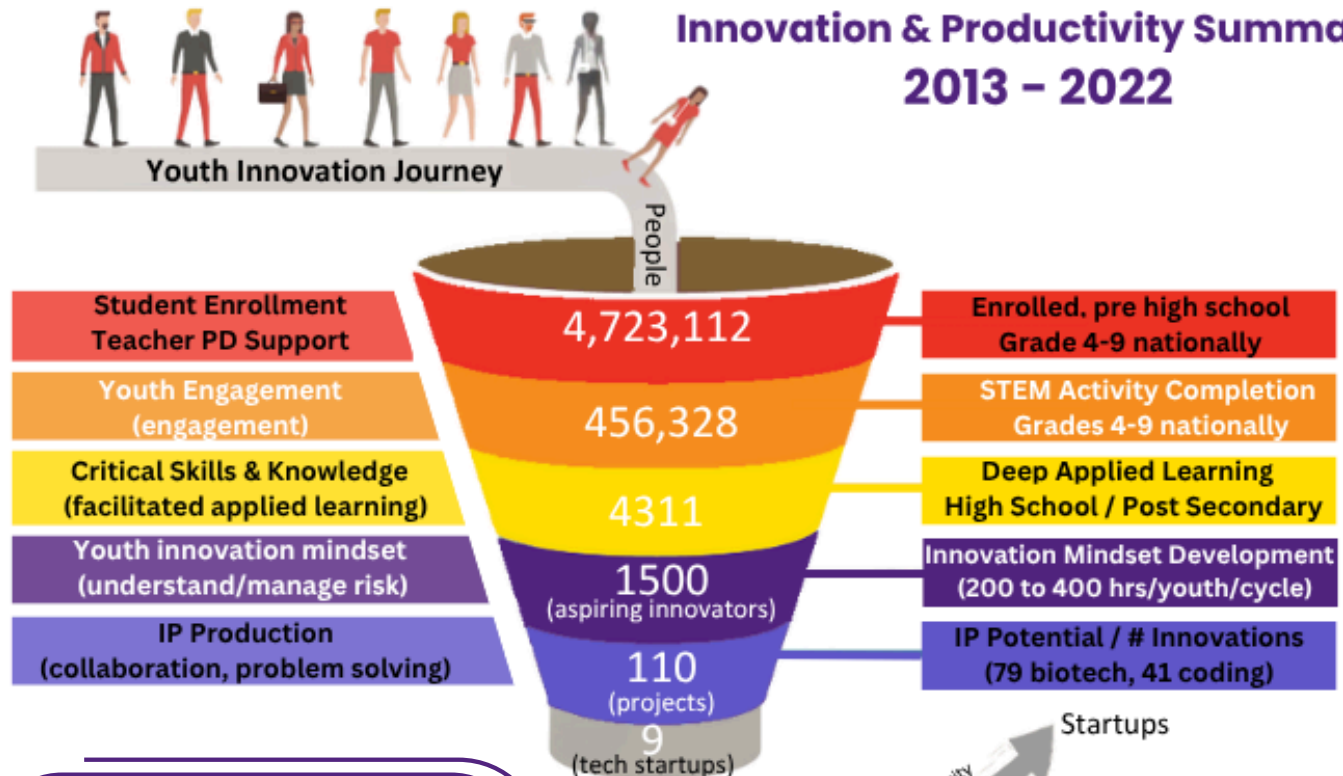 Innovation & Productivity Summa
2013 - 2022
Youth Innovation Journey
People
Student Enrollment
Teacher PD Support
4,723,112
Enrolled, pre high school
Grade 4-9 nationally
Youth Engagement
(engagement)
456,328
STEM Activity Completion
Grades 4-9 nationally
Critical Skills & Knowledge
(facilitated applied learning)
4311
Deep Applied Learning
High School / Post Secondary
Youth innovation mindset
(understand/manage risk)
1500
(aspiring innovators)
Innovation Mindset Development
(200 to 400 hrs/youth/cycle)
IP Production
(collaboration, problem solving)
110
(projects)
IP Potential / # Innovations
(79 biotech, 41 coding)
9
(tech startups)
Startups